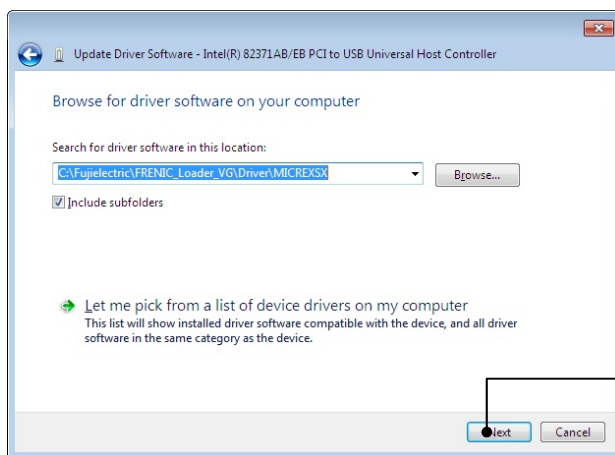 Update Driver Software - Intel(R) 82371AB/EB PCI to USB Universal Host Controller
Browse for driver software on your computer
Search for driver software in this location:
C:\Fujielectric\FRENIC_Loader_VG\Driver\MICREXSX
Browse...
Include subfolders
Let me pick from a list of device drivers on my computer
This list will show installed driver software compatible with the device, and all driver
software in the same category as the device.
Next
Cancel